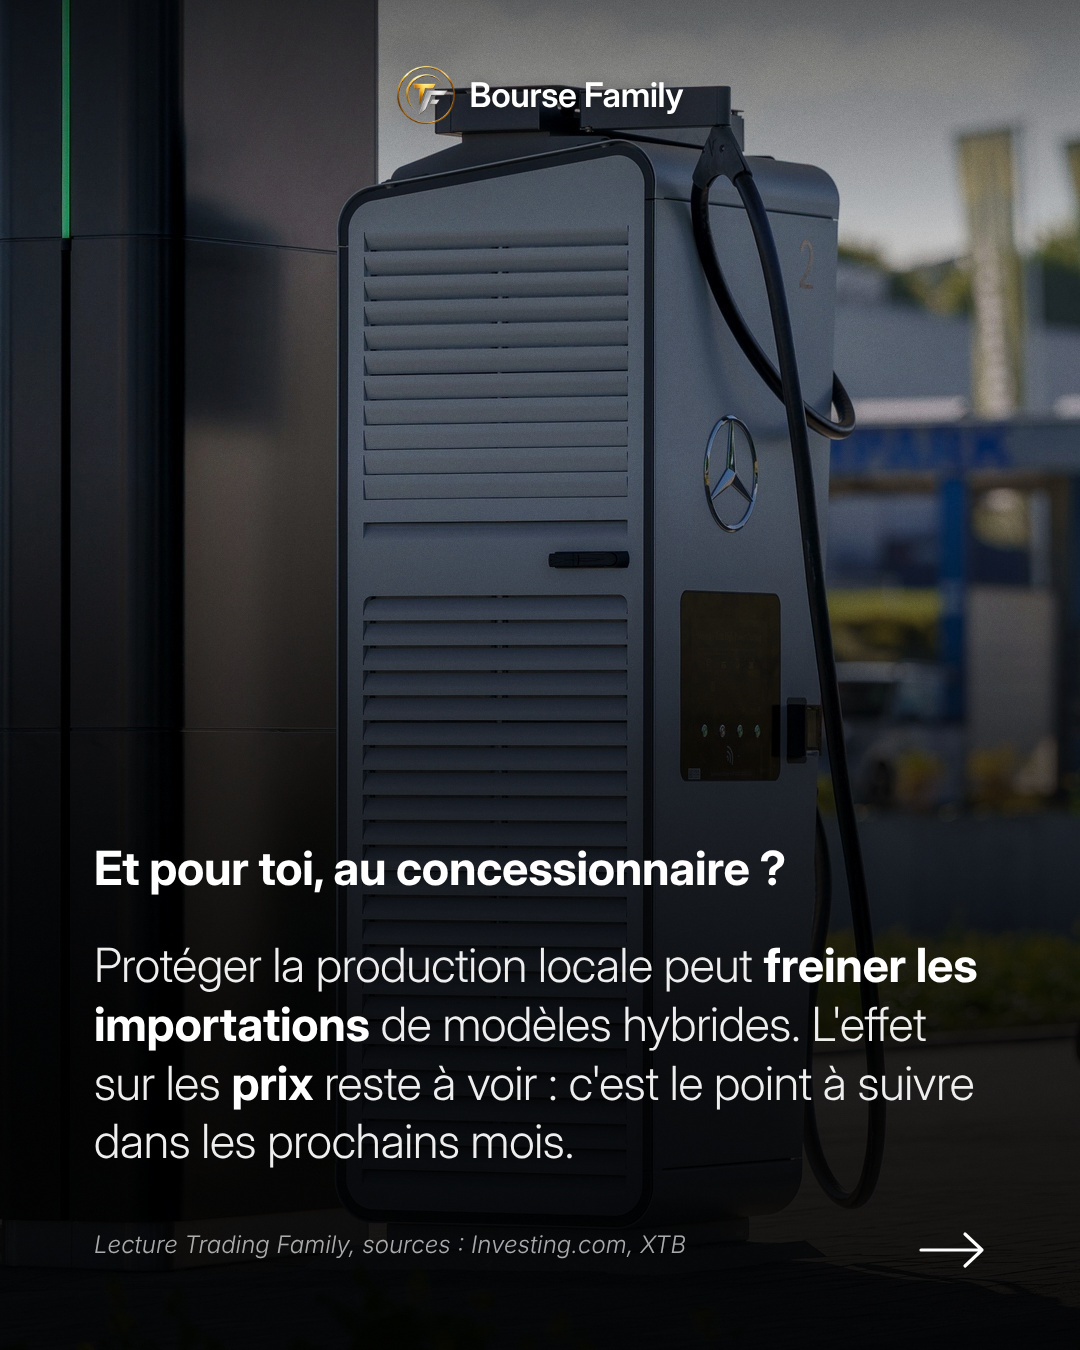 Bourse Family
2
Et pour toi, au concessionnaire ?
Protéger la production locale peut freiner les
importations de modèles hybrides. L'effet
sur les prix reste à voir : c'est le point à suivre
dans les prochains mois.
Lecture Trading Family, sources : Investing.com, XTB